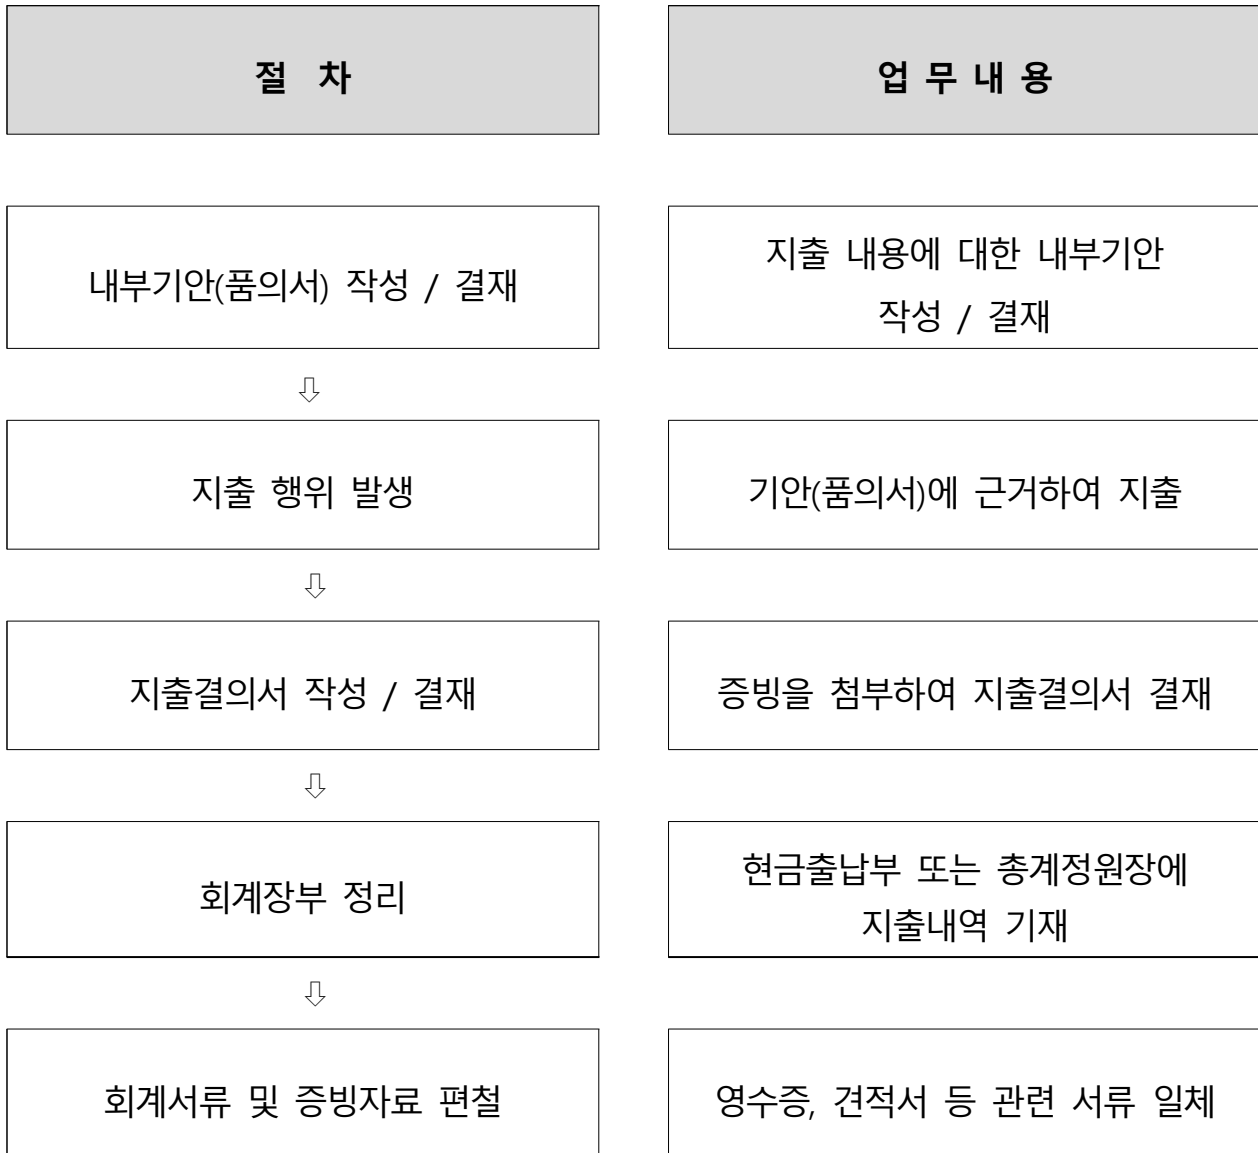 절 차
업 무 내 용
내부기안(품의서) 작성 / 결재
지출 내용에 대한 내부기안
작성 / 결재
⇩
지출 행위 발생
기안(품의서)에 근거하여 지출
⇩
지출결의서 작성 / 결재
증빙을 첨부하여 지출결의서 결재
⇩
회계장부 정리
현금출납부 또는 총계정원장에
지출내역 기재
⇩
회계서류 및 증빙자료 편철
영수증, 견적서 등 관련 서류 일체